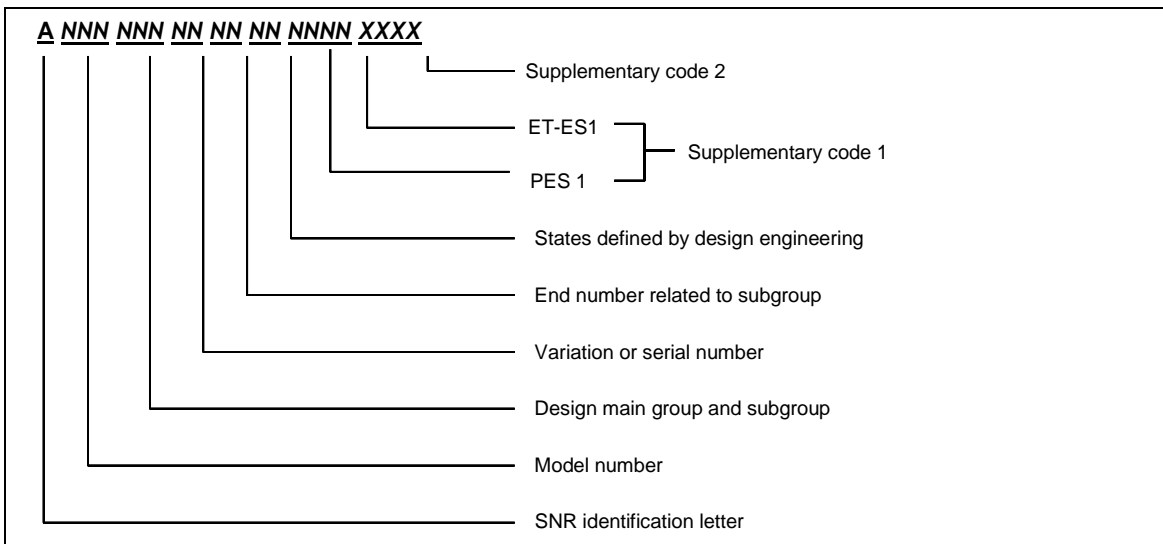 A NNN NNN NN NN NN NNNN XXXX
Supplementary code 2
ET-ES1
Supplementary code 1
PES 1
States defined by design engineering
End number related to subgroup
Variation or serial number
Design main group and subgroup
Model number
SNR identification letter